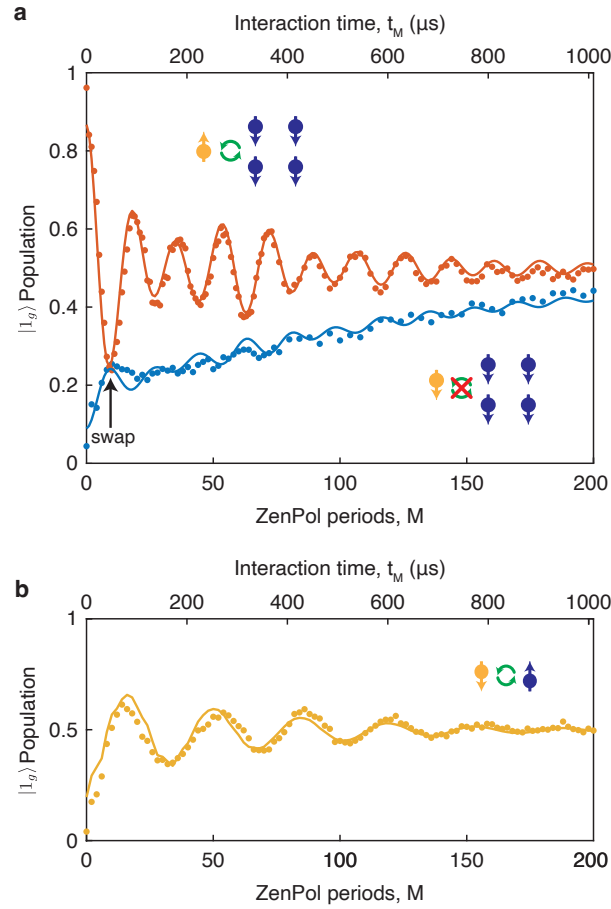 a
Interaction time, t_M (μs)
0 200 400 600 800 1000
1
0.8
0.6
0.4
0.2
0
|1_g⟩ Population
swap
0 50 100 150 200
ZenPol periods, M
b
Interaction time, t_M (μs)
0 200 400 600 800 1000
1
0.5
0
|1_g⟩ Population
0 50 100 150 200
ZenPol periods, M